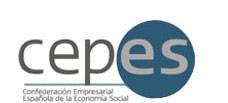 cepes
Confederación Empresarial
Española de la Economía Social